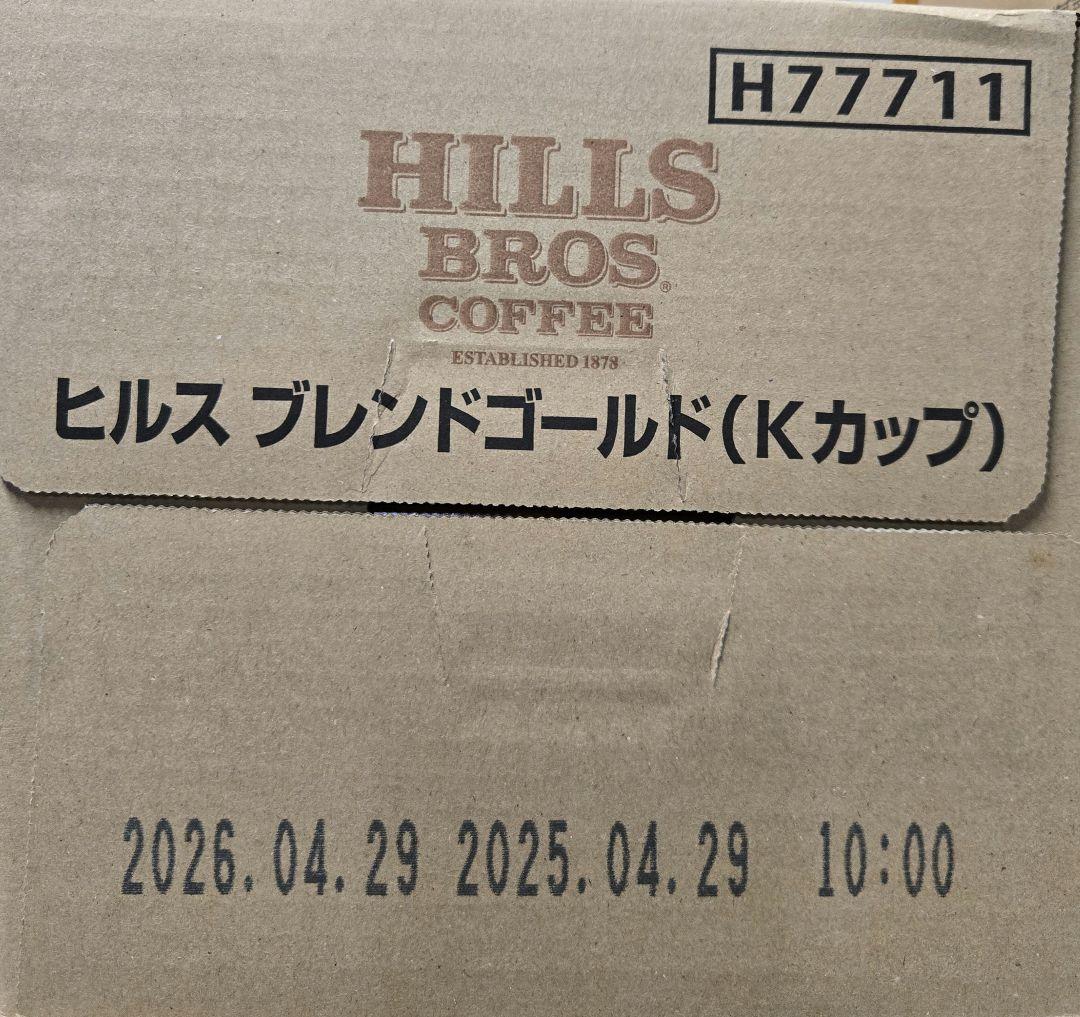 H77711
HILLS
BROS®
COFFEE
ESTABLISHED 1878
ヒルス ブレンドゴールド(Kカップ)
2026.04.29 2025.04.29 10:00